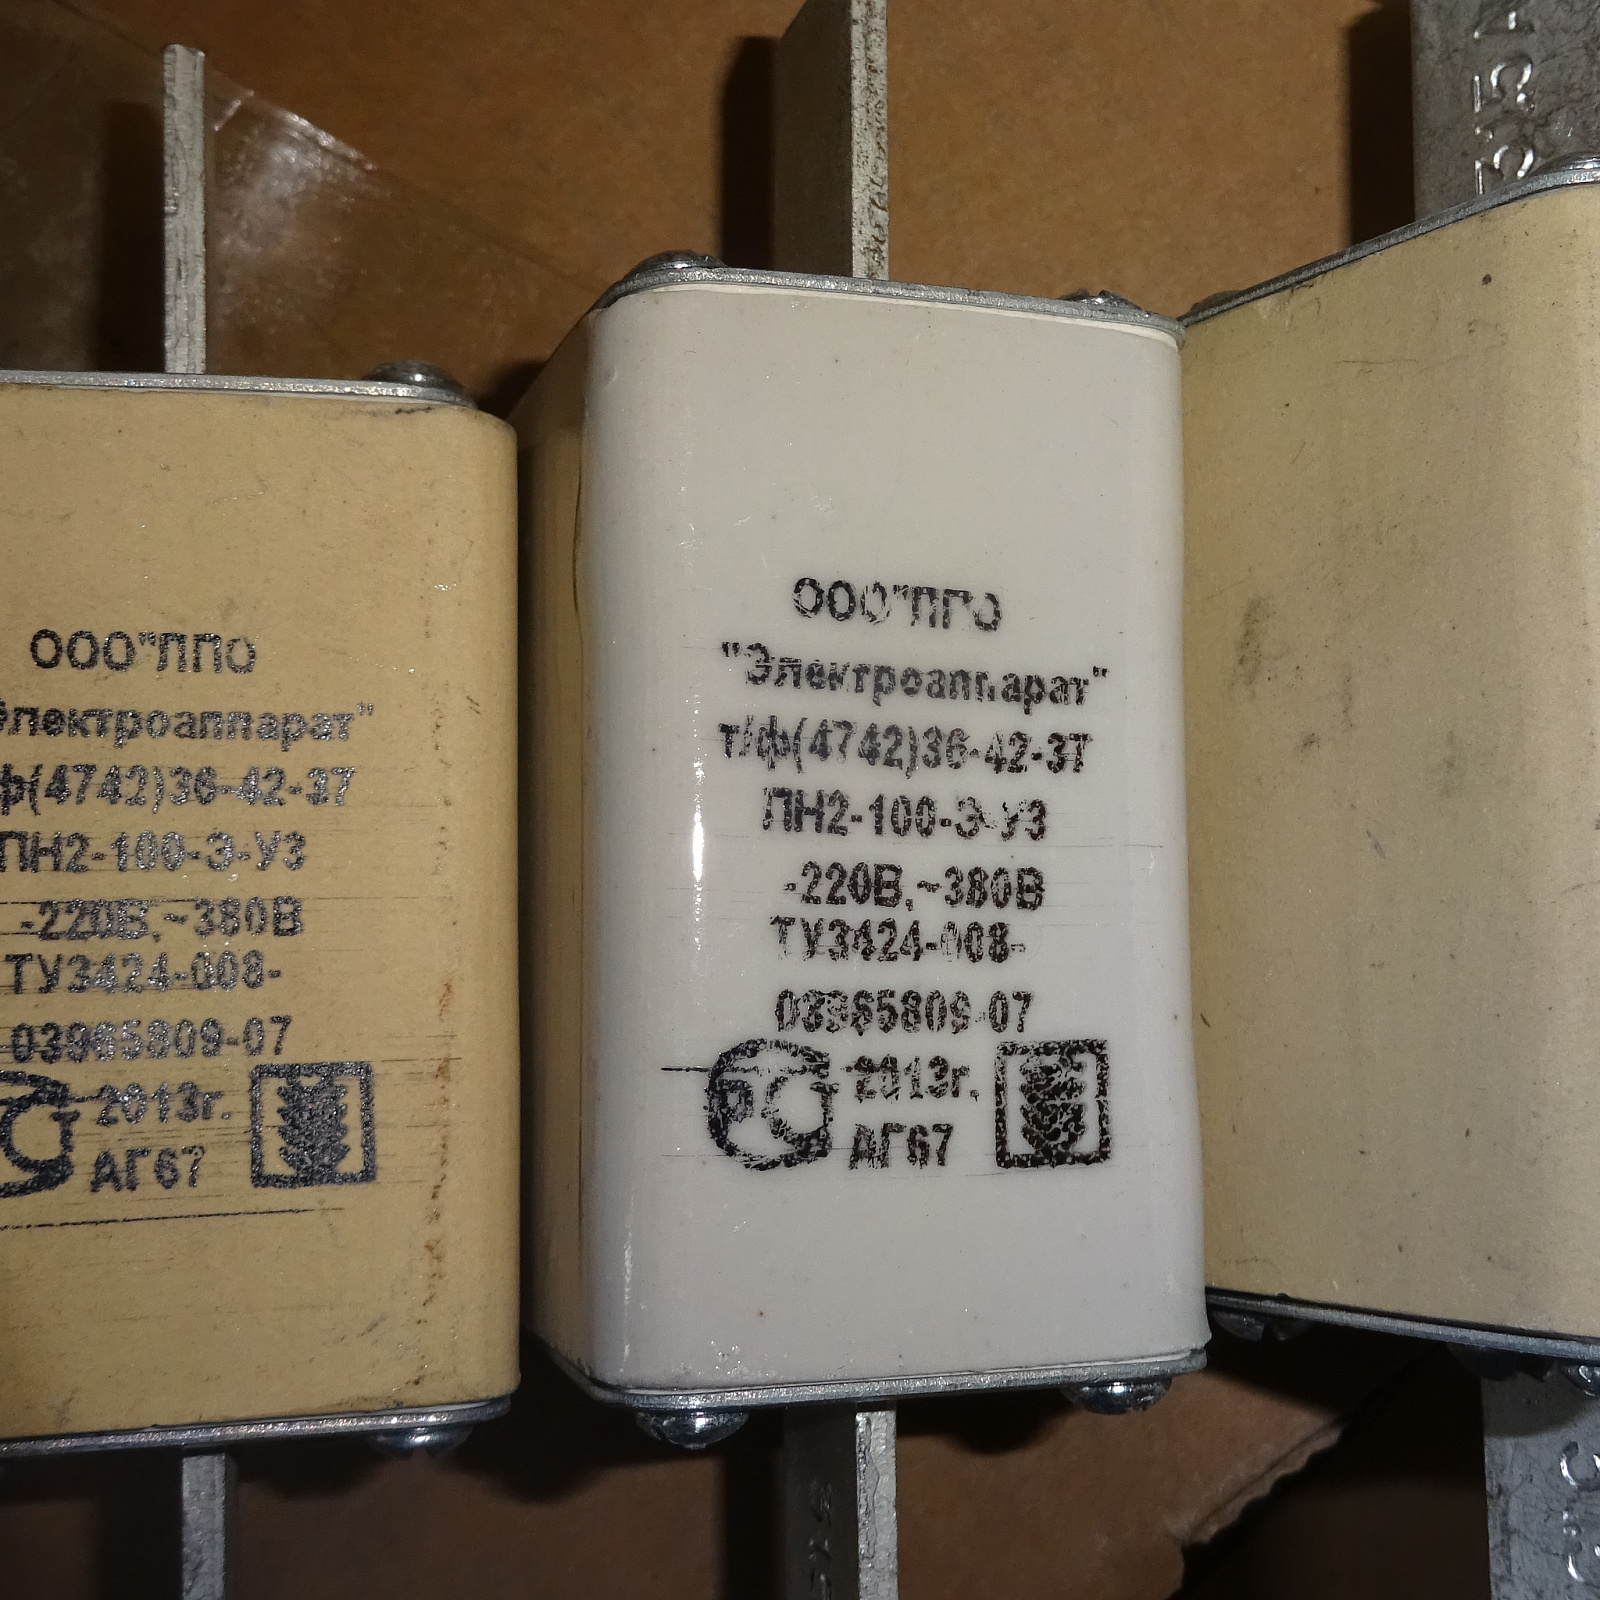 ООО"ППО
Электроаппарат"
ф(4742)36-42-37
ПН2-100-Э-У3
-220В,~380В
ТУ3424-008-
03965809-07
2013г.
АГ67
ООО"ППО
"Электроаппарат"
т/ф(4742)36-42-37
ПН2-100-Э-У3
-220В,~380В
ТУ3424-008-
03965809-07
РС 2013г.
АГ67